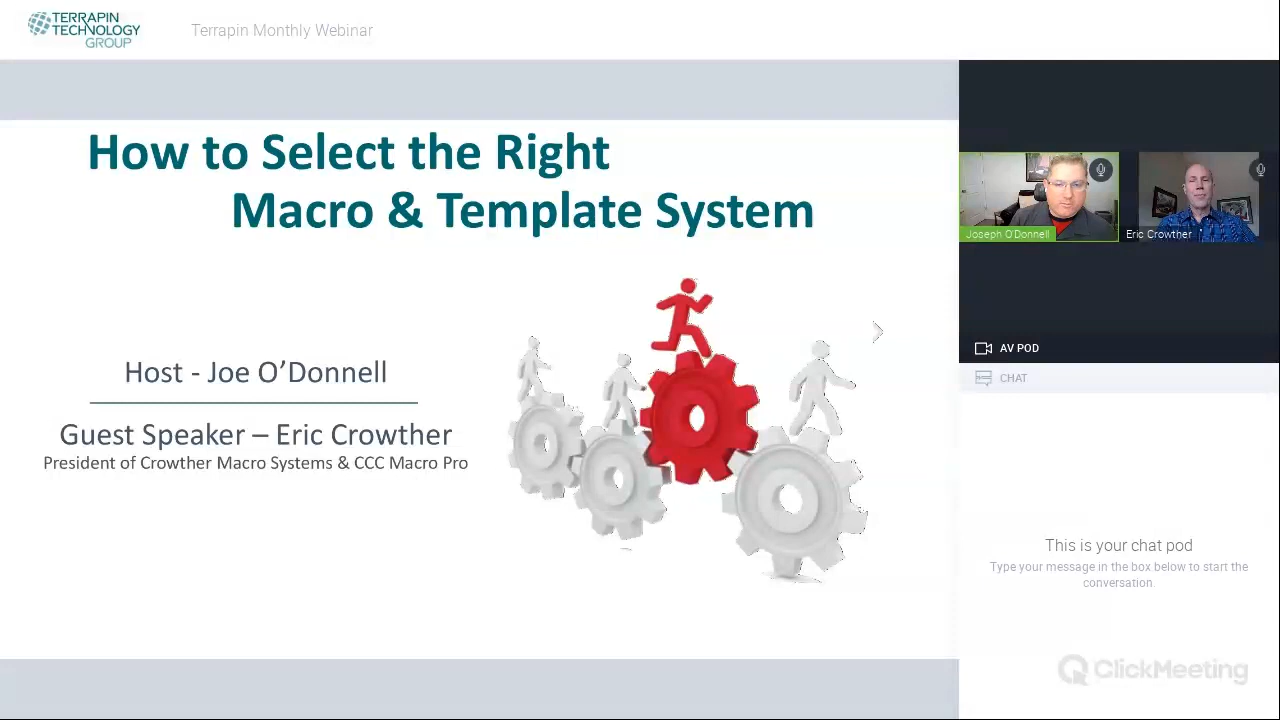 TERRAPIN
TECHNOLOGY
GROUP
Terrapin Monthly Webinar
How to Select the Right
Macro & Template System
Host - Joe O’Donnell
Guest Speaker – Eric Crowther
President of Crowther Macro Systems & CCC Macro Pro
Joseph O'Donnell
Eric Crowther
AV POD
CHAT
This is your chat pod
Type your message in the box below to start the
conversation.
ClickMeeting